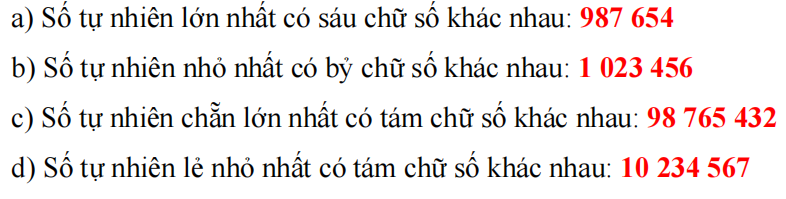 a) Số tự nhiên lớn nhất có sáu chữ số khác nhau: 987 654
b) Số tự nhiên nhỏ nhất có bỷ chữ số khác nhau: 1 023 456
c) Số tự nhiên chẵn lớn nhất có tám chữ số khác nhau: 98 765 432
d) Số tự nhiên lẻ nhỏ nhất có tám chữ số khác nhau: 10 234 567